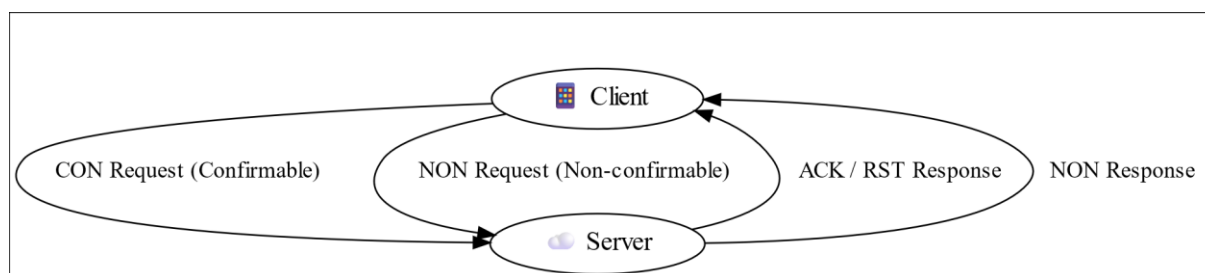 Client
CON Request (Confirmable)
NON Request (Non-confirmable)
ACK / RST Response
NON Response
Server